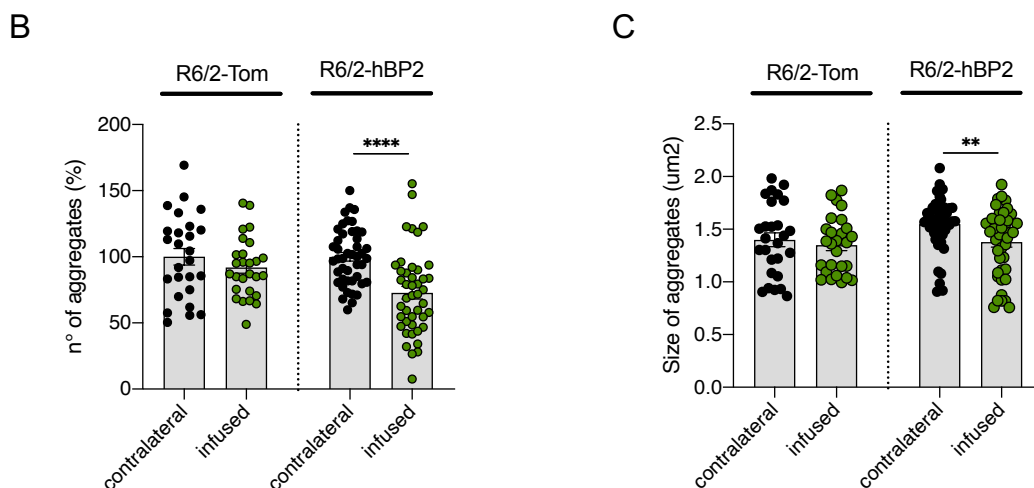 B
R6/2-Tom
R6/2-hBP2
n° of aggregates (%)
200
150
100
50
0
****
contralateral
infused
contralateral
infused
C
R6/2-Tom
R6/2-hBP2
Size of aggregates (um2)
2.5
2.0
1.5
1.0
0.5
0.0
**
contralateral
infused
contralateral
infused